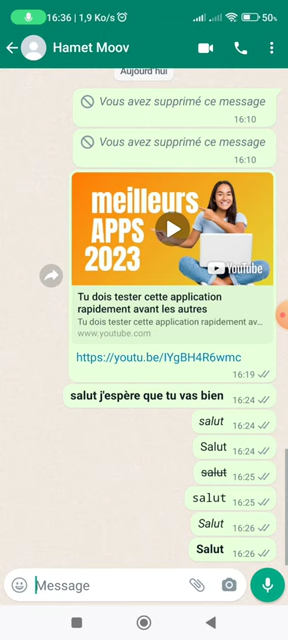 16:36 | 1,9 Ko/s
50%
Hamet Moov
Aujourd'hui
Vous avez supprimé ce message
16:10
Vous avez supprimé ce message
16:10
meilleurs
APPS
2023
YouTube
Tu dois tester cette application
rapidement avant les autres
Tu dois tester cette application rapidement av...
www.youtube.com
https://youtu.be/IYgBH4R6wmc
16:19
salut j'espère que tu vas bien 16:24
salut 16:24
Salut 16:24
salut 16:25
salut 16:25
Salut 16:26
Salut 16:26
Message